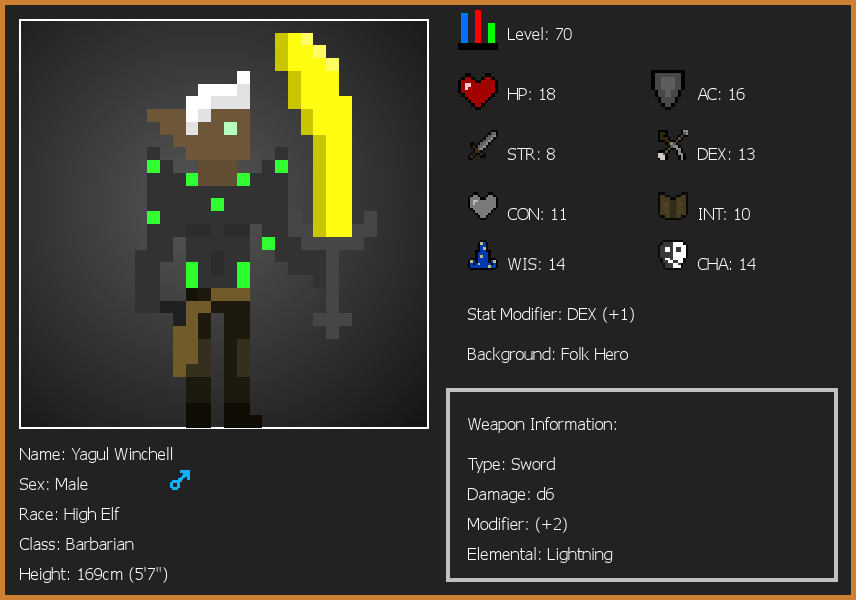 Level: 70
HP: 18
AC: 16
STR: 8
DEX: 13
CON: 11
INT: 10
WIS: 14
CHA: 14
Stat Modifier: DEX (+1)
Background: Folk Hero
Weapon Information:
Type: Sword
Damage: d6
Modifier: (+2)
Elemental: Lightning
Name: Yagul Winchell
Sex: Male
Race: High Elf
Class: Barbarian
Height: 169cm (5'7")